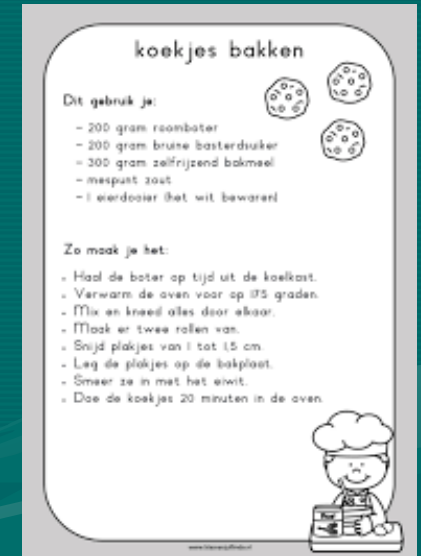 koekjes bakken
Dit gebruik je:
- 200 gram roomboter
- 200 gram bruine basterdsuiker
- 300 gram zelfrijzend bakmeel
- mespunt zout
- 1 eierdooier (het wit bewaren)
Zo maak je het:
- Haal de boter op tijd uit de koelkast.
- Verwarm de oven voor op 175 graden.
- Mix en kneed alles door elkaar.
- Maak er twee rollen van.
- Snijd plakjes van 1 tot 1,5 cm.
- Leg de plakjes op de bakplaat.
- Smeer ze in met het eiwit.
- Doe de koekjes 20 minuten in de oven.